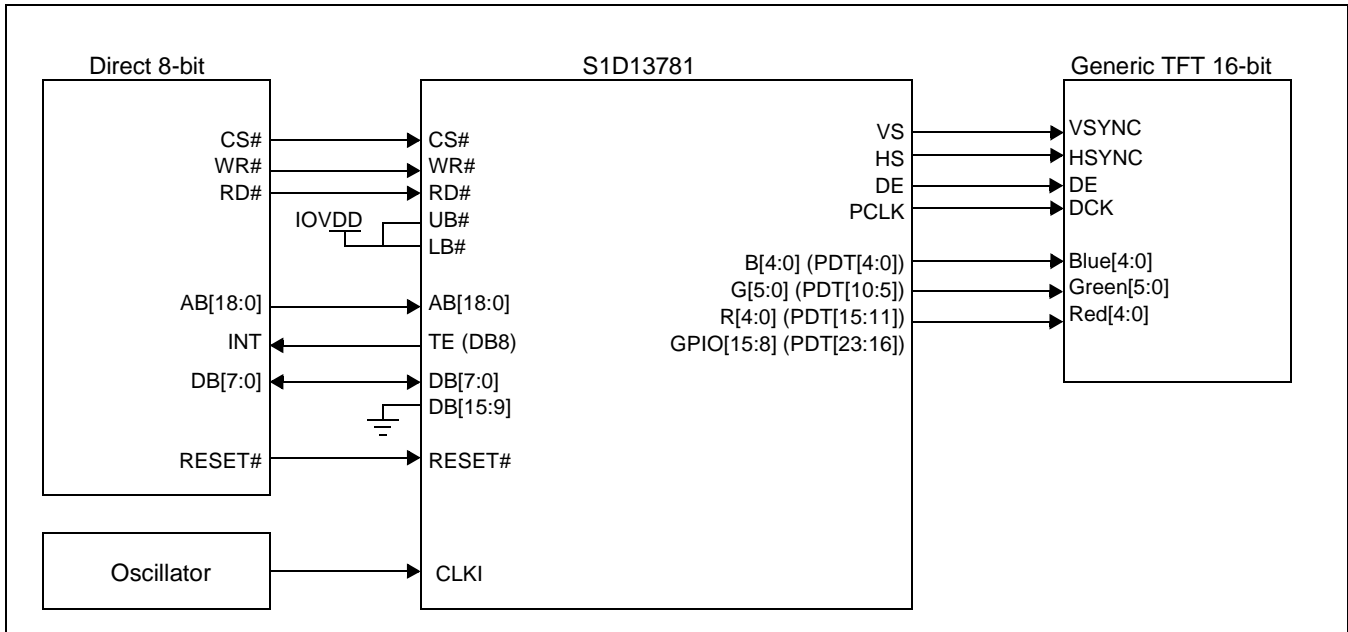 Direct 8-bit
CS#
WR#
RD#
AB[18:0]
INT
DB[7:0]
RESET#
Oscillator
IOVDD
S1D13781
CS#
WR#
RD#
UB#
LB#
AB[18:0]
TE (DB8)
DB[7:0]
DB[15:9]
RESET#
CLKI
VS
HS
DE
PCLK
B[4:0] (PDT[4:0])
G[5:0] (PDT[10:5])
R[4:0] (PDT[15:11])
GPIO[15:8] (PDT[23:16])
Generic TFT 16-bit
VSYNC
HSYNC
DE
DCK
Blue[4:0]
Green[5:0]
Red[4:0]